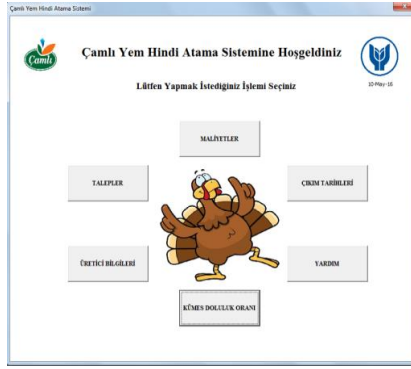 Çamlı Yem Hindi Atama Sistemi
Çamlı
Çamlı Yem Hindi Atama Sistemine Hoşgeldiniz
Lütfen Yapmak İstediğiniz İşlemi Seçiniz
10-May-16
MALİYETLER
TALEPLER
ÇIKIM TARİHLERİ
ÜRETİCİ BİLGİLERİ
YARDIM
KÜMES DOLULUK ORANI